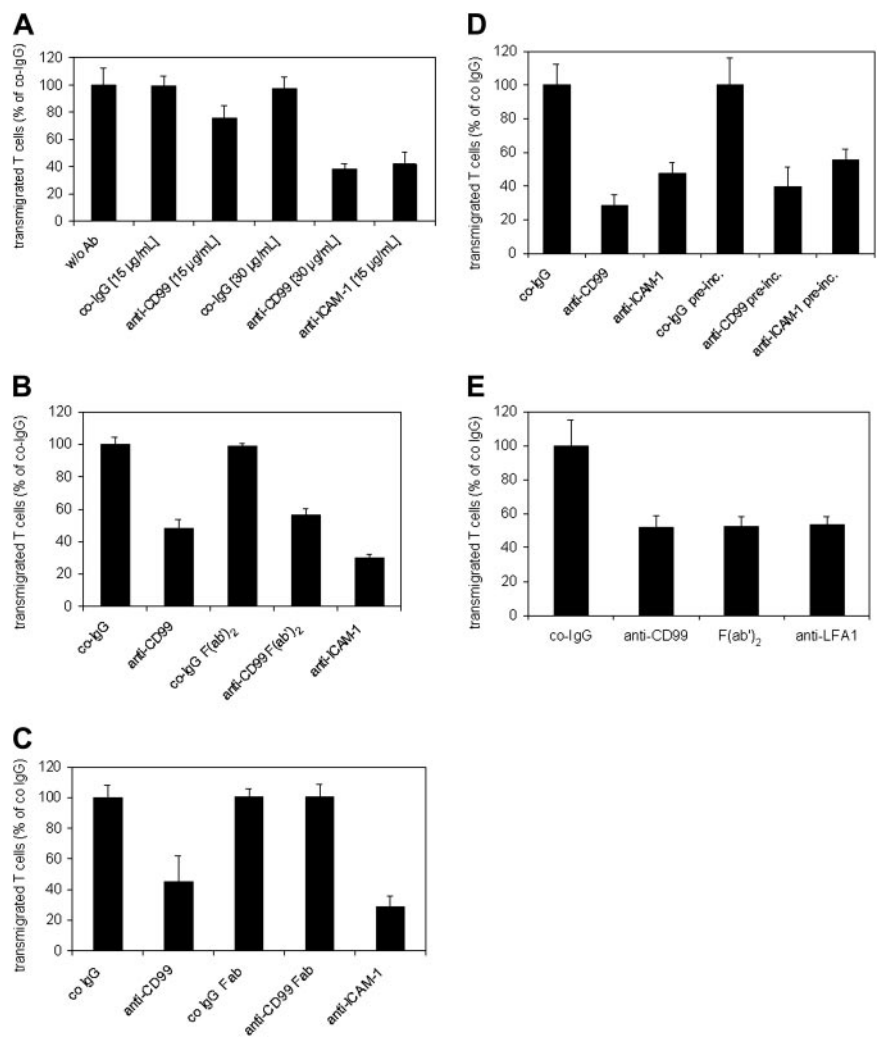 A
transmigrated T cells (% of co-IgG)
120
100
80
60
40
20
0
w/o Ab
co-IgG [15 µg/mL]
anti-CD99 [15 µg/mL]
co-IgG [30 µg/mL]
anti-CD99 [30 µg/mL]
anti-ICAM-1 [15 µg/mL]
B
transmigrated T cells (% of co-IgG)
120
100
80
60
40
20
0
co-IgG
anti-CD99
co-IgG F(ab')2
anti-CD99 F(ab')2
anti-ICAM-1
C
transmigrated T cells (% of co IgG)
120
100
80
60
40
20
0
co IgG
anti-CD99
co IgG Fab
anti-CD99 Fab
anti-ICAM-1
D
transmigrated T cells (% of co IgG)
120
100
80
60
40
20
0
co-IgG
anti-CD99
anti-ICAM-1
co-IgG pre-inc.
anti-CD99 pre-inc.
anti-ICAM-1 pre-inc.
E
transmigrated T cells (% of co IgG)
120
100
80
60
40
20
0
co-IgG
anti-CD99
F(ab')2
anti-LFA1